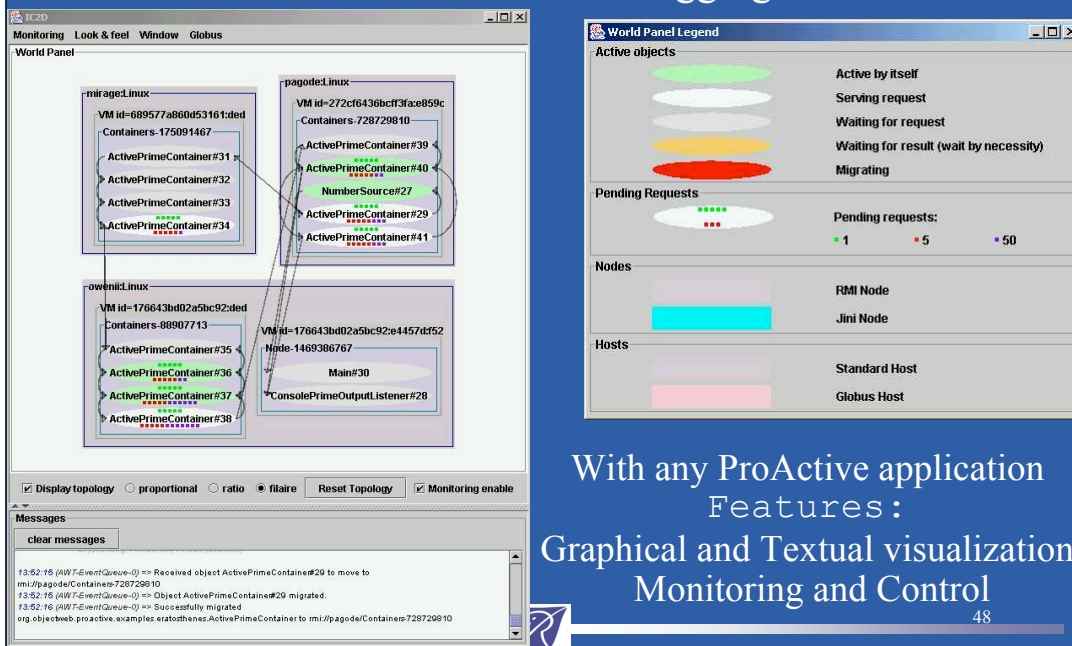 IC2D
Monitoring Look & feel Window Globus
World Panel
mirage:Linux
VM id=689577a860d53161:ded
Containers-175091467
ActivePrimeContainer#31
ActivePrimeContainer#32
ActivePrimeContainer#33
ActivePrimeContainer#34
pagode:Linux
VM id=272cf6436bcff3fa:e859c
Containers-728729810
ActivePrimeContainer#39
ActivePrimeContainer#40
NumberSource#27
ActivePrimeContainer#29
ActivePrimeContainer#41
owenii:Linux
VM id=176643bd02a5bc92:ded
Containers-88907713
ActivePrimeContainer#35
ActivePrimeContainer#36
ActivePrimeContainer#37
ActivePrimeContainer#38
VM id=176643bd02a5bc92:e4457d:f52
Node-1469386767
Main#30
ConsolePrimeOutputListener#28
Display topology proportional ratio filaire Reset Topology Monitoring enable
Messages
clear messages
13:52:15 (AWT-EventQueue-0) => Received object ActivePrimeContainer#29 to move to
rmi://pagode/Containers-728729810
13:52:15 (AWT-EventQueue-0) => Object ActivePrimeContainer#29 migrated.
13:52:16 (AWT-EventQueue-0) => Successfully migrated
org.objectweb.proactive.examples.eratosthenes.ActivePrimeContainer to rmi://pagode/Containers-728729810
World Panel Legend
Active objects
Active by itself
Serving request
Waiting for request
Waiting for result (wait by necessity)
Migrating
Pending Requests
Pending requests:
1 5 50
Nodes
RMI Node
Jini Node
Hosts
Standard Host
Globus Host
With any ProActive application
Features:
Graphical and Textual visualization
Monitoring and Control
48